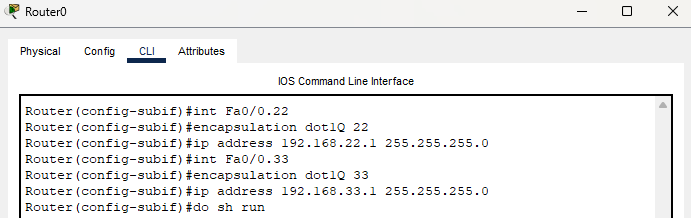 Router0
Physical Config CLI Attributes
IOS Command Line Interface
Router(config-subif)#int Fa0/0.22
Router(config-subif)#encapsulation dot1Q 22
Router(config-subif)#ip address 192.168.22.1 255.255.255.0
Router(config-subif)#int Fa0/0.33
Router(config-subif)#encapsulation dot1Q 33
Router(config-subif)#ip address 192.168.33.1 255.255.255.0
Router(config-subif)#do sh run